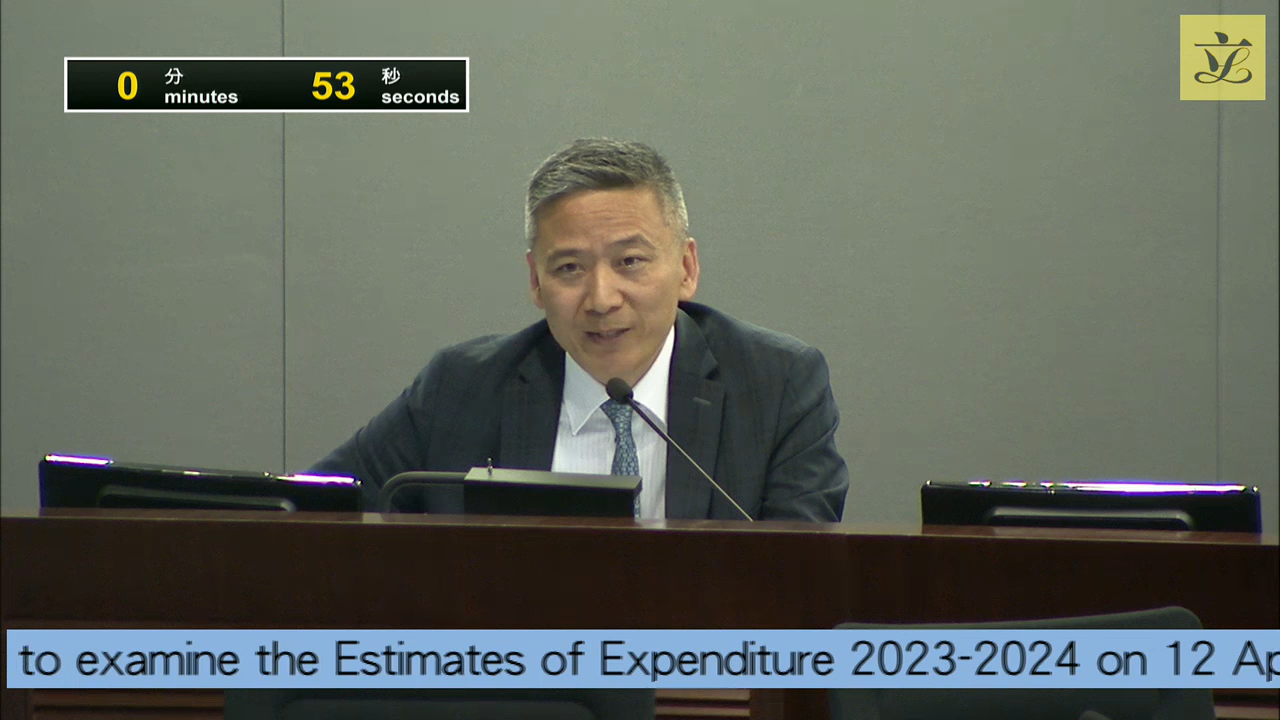 0 分 53 秒
minutes seconds
to examine the Estimates of Expenditure 2023-2024 on 12 Ap